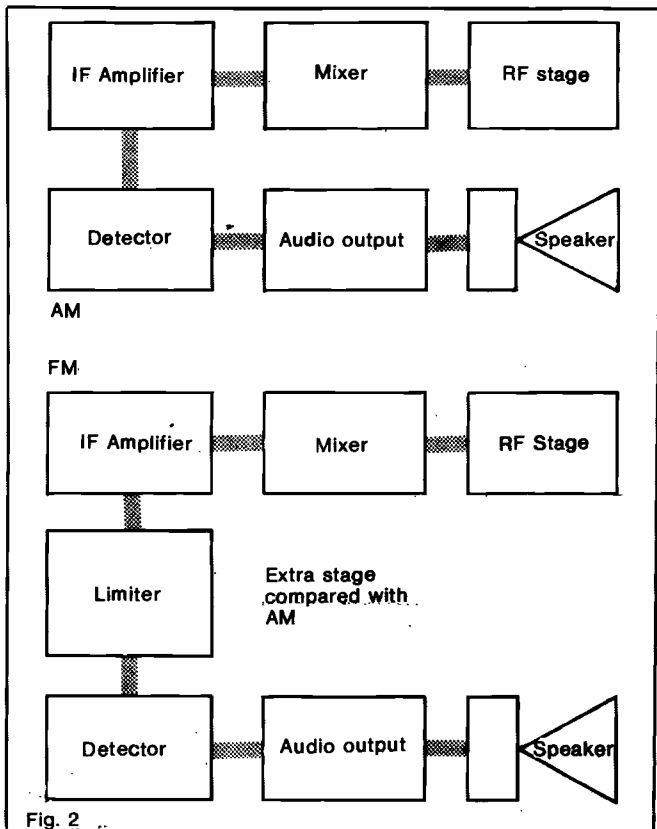 IF Amplifier
Mixer
RF stage
Detector
Audio output
Speaker
AM
FM
IF Amplifier
Mixer
RF Stage
Limiter
Extra stage
compared with
AM
Detector
Audio output
Speaker
Fig. 2